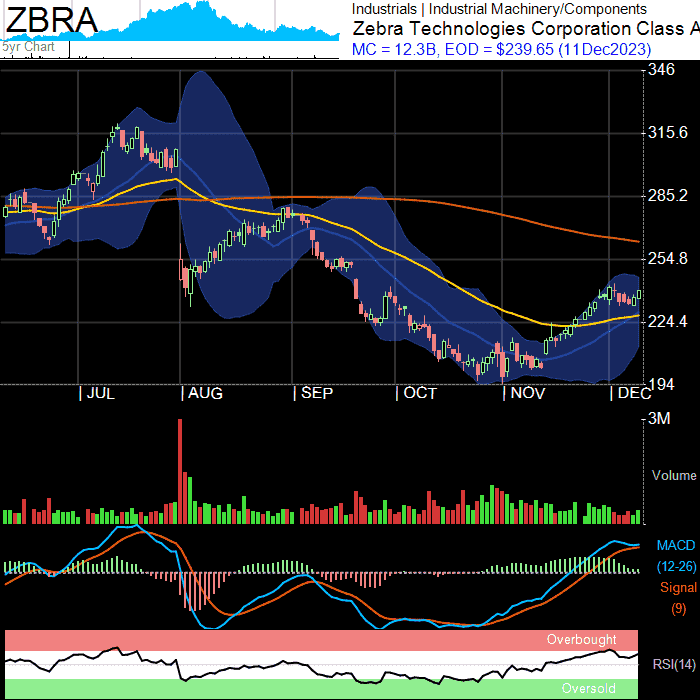 ZBRA
5yr Chart
Industrials | Industrial Machinery/Components
Zebra Technologies Corporation Class A
MC = 12.3B, EOD = $239.65 (11Dec2023)
346
315.6
285.2
254.8
224.4
194
| JUL | AUG | SEP | OCT | NOV | DEC
3M
Volume
MACD
(12-26)
Signal
(9)
Overbought
RSI(14)
Oversold